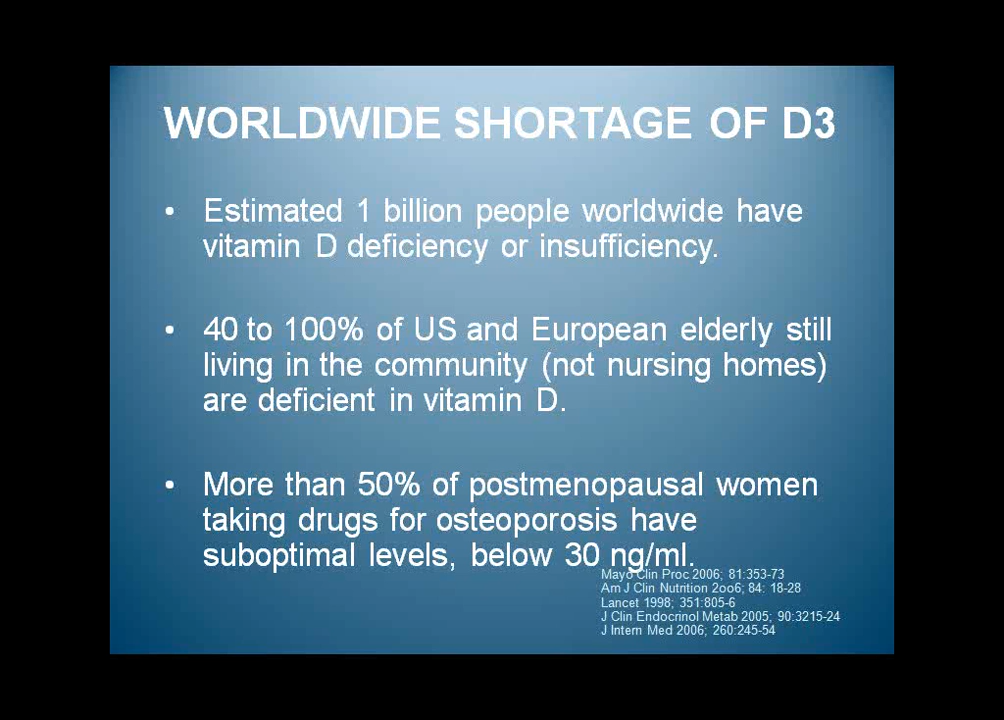 WORLDWIDE SHORTAGE OF D3
• Estimated 1 billion people worldwide have
vitamin D deficiency or insufficiency.
• 40 to 100% of US and European elderly still
living in the community (not nursing homes)
are deficient in vitamin D.
• More than 50% of postmenopausal women
taking drugs for osteoporosis have
suboptimal levels, below 30 ng/ml.
Mayo Clin Proc 2006; 81:353-73
Am J Clin Nutrition 2oo6; 84: 18-28
Lancet 1998; 351:805-6
J Clin Endocrinol Metab 2005; 90:3215-24
J Intern Med 2006; 260:245-54